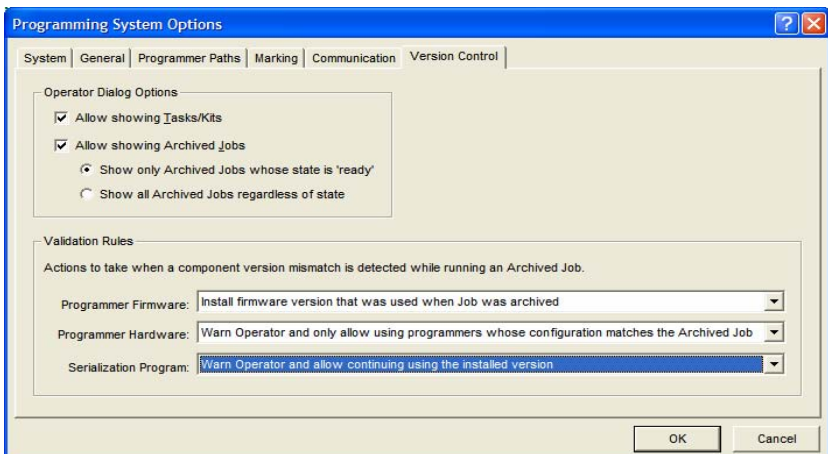 Programming System Options
System General Programmer Paths Marking Communication Version Control
Operator Dialog Options
Allow showing Tasks/Kits
Allow showing Archived Jobs
Show only Archived Jobs whose state is 'ready'
Show all Archived Jobs regardless of state
Validation Rules
Actions to take when a component version mismatch is detected while running an Archived Job.
Programmer Firmware: Install firmware version that was used when Job was archived
Programmer Hardware: Warn Operator and only allow using programmers whose configuration matches the Archived Job
Serialization Program: Warn Operator and allow continuing using the installed version
OK Cancel